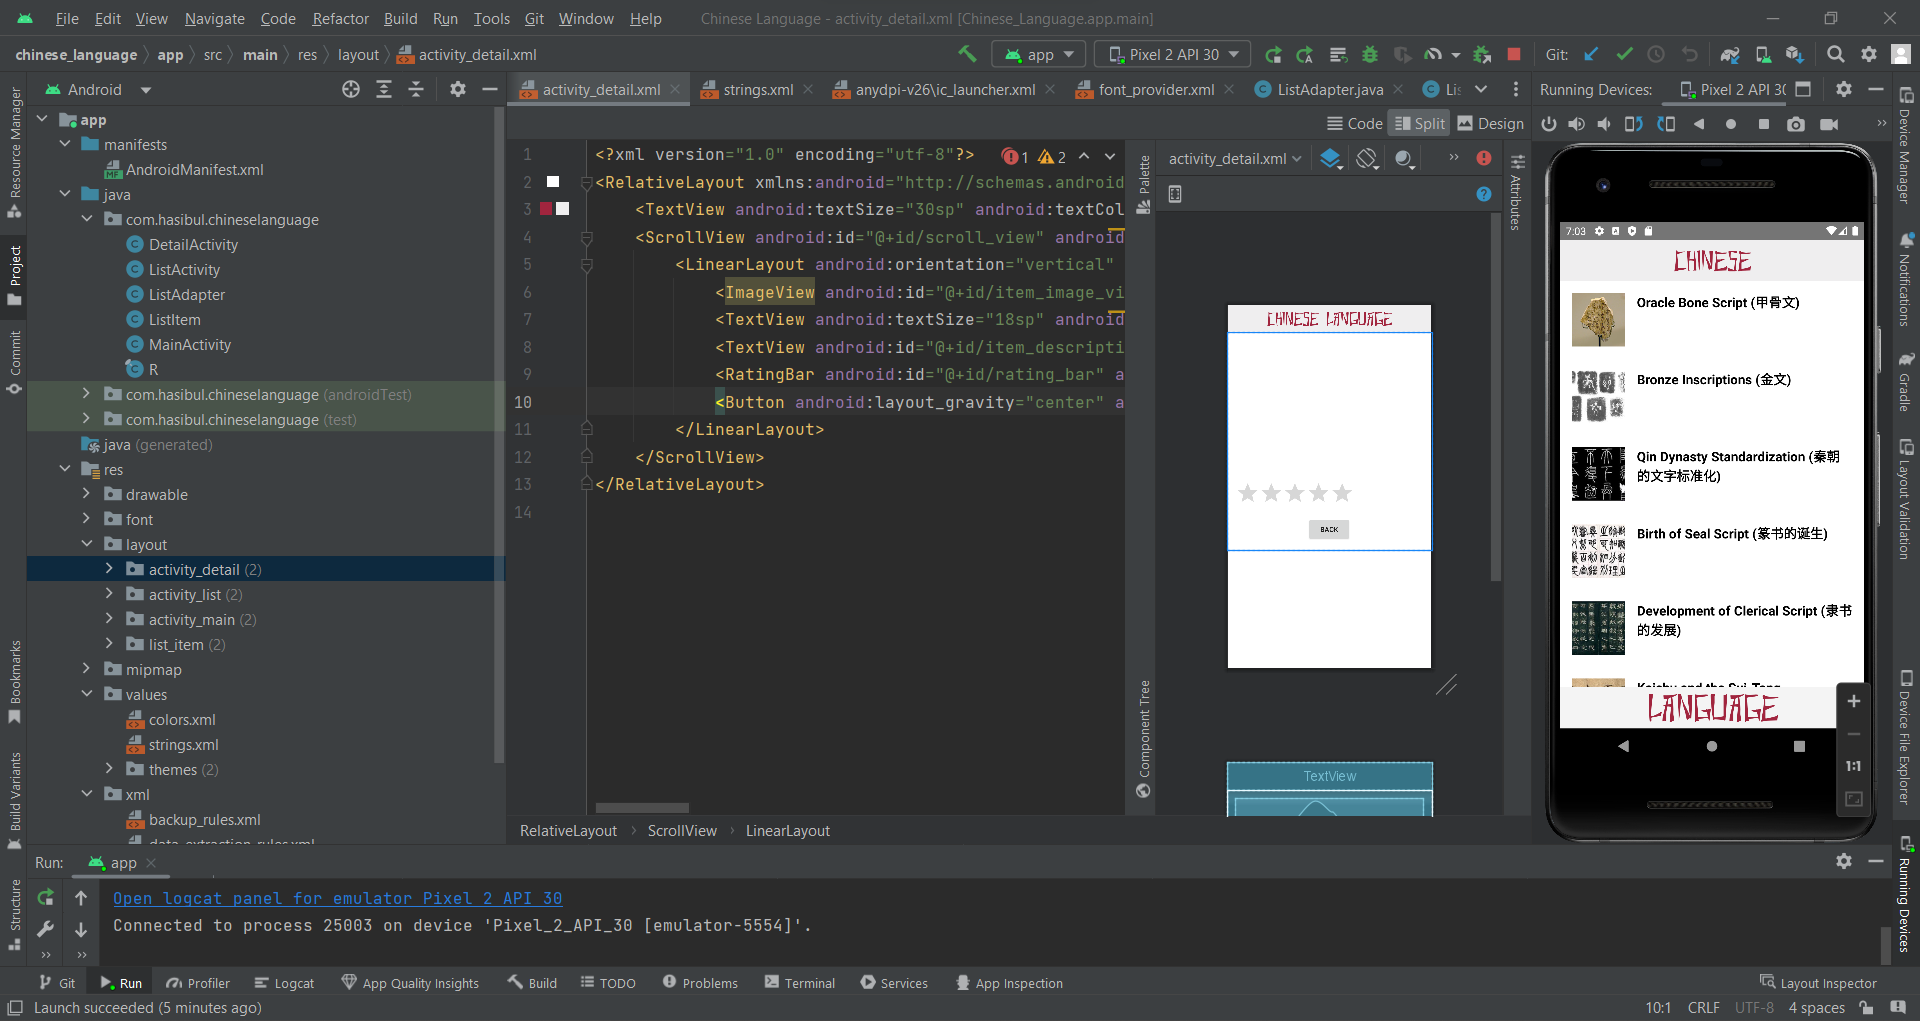 File Edit View Navigate Code Refactor Build Run Tools Git Window Help Chinese Language - activity_detail.xml [Chinese_Language.app.main]
chinese_language app src main res layout activity_detail.xml app Pixel 2 API 30 Git:
Android
activity_detail.xml strings.xml anydpi-v26\ic_launcher.xml font_provider.xml ListAdapter.java Lis
Running Devices: Pixel 2 API 30
Code Split Design
Resource Manager
Project
Commit
Bookmarks
Build Variants
Structure
app
manifests
AndroidManifest.xml
java
com.hasibul.chineselanguage
DetailActivity
ListActivity
ListAdapter
ListItem
MainActivity
R
com.hasibul.chineselanguage (androidTest)
com.hasibul.chineselanguage (test)
java (generated)
res
drawable
font
layout
activity_detail (2)
activity_list (2)
activity_main (2)
list_item (2)
mipmap
values
colors.xml
strings.xml
themes (2)
xml
backup_rules.xml
data_extraction_rules.xml
1 <?xml version="1.0" encoding="utf-8"?> 1 2
2 <RelativeLayout xmlns:android="http://schemas.android
3 <TextView android:textSize="30sp" android:textCol
4 <ScrollView android:id="@+id/scroll_view" android
5 <LinearLayout android:orientation="vertical"
6 <ImageView android:id="@+id/item_image_vi
7 <TextView android:textSize="18sp" android
8 <TextView android:id="@+id/item_descripti
9 <RatingBar android:id="@+id/rating_bar" a
10 <Button android:layout_gravity="center" a
11 </LinearLayout>
12 </ScrollView>
13 </RelativeLayout>
14
RelativeLayout ScrollView LinearLayout
Palette
Component Tree
activity_detail.xml
Attributes
CHINESE LANGUAGE
BACK
TextView
7:03
CHINESE
Oracle Bone Script (甲骨文)
Bronze Inscriptions (金文)
Qin Dynasty Standardization (秦朝
的文字标准化)
Birth of Seal Script (篆书的诞生)
Development of Clerical Script (隶书
的发展)
LANGUAGE
1:1
Device Manager
Notifications
Gradle
Layout Validation
Device File Explorer
Running Devices
Run: app
Open logcat panel for emulator Pixel 2 API 30
Connected to process 25003 on device 'Pixel_2_API_30 [emulator-5554]'.
Git Run Profiler Logcat App Quality Insights Build TODO Problems Terminal Services App Inspection Layout Inspector
Launch succeeded (5 minutes ago) 10:1 CRLF UTF-8 4 spaces